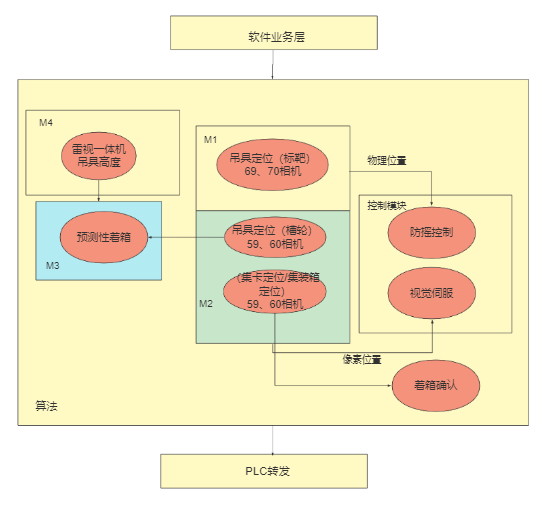 软件业务层
M4
雷视一体机
吊具高度
M1
吊具定位（标靶）
69、70相机
物理位置
控制模块
防摇控制
预测性着箱
M3
吊具定位（槽轮）
59、60相机
(集卡定位/集装箱
定位)
59、60相机
M2
视觉伺服
像素位置
着箱确认
算法
PLC转发